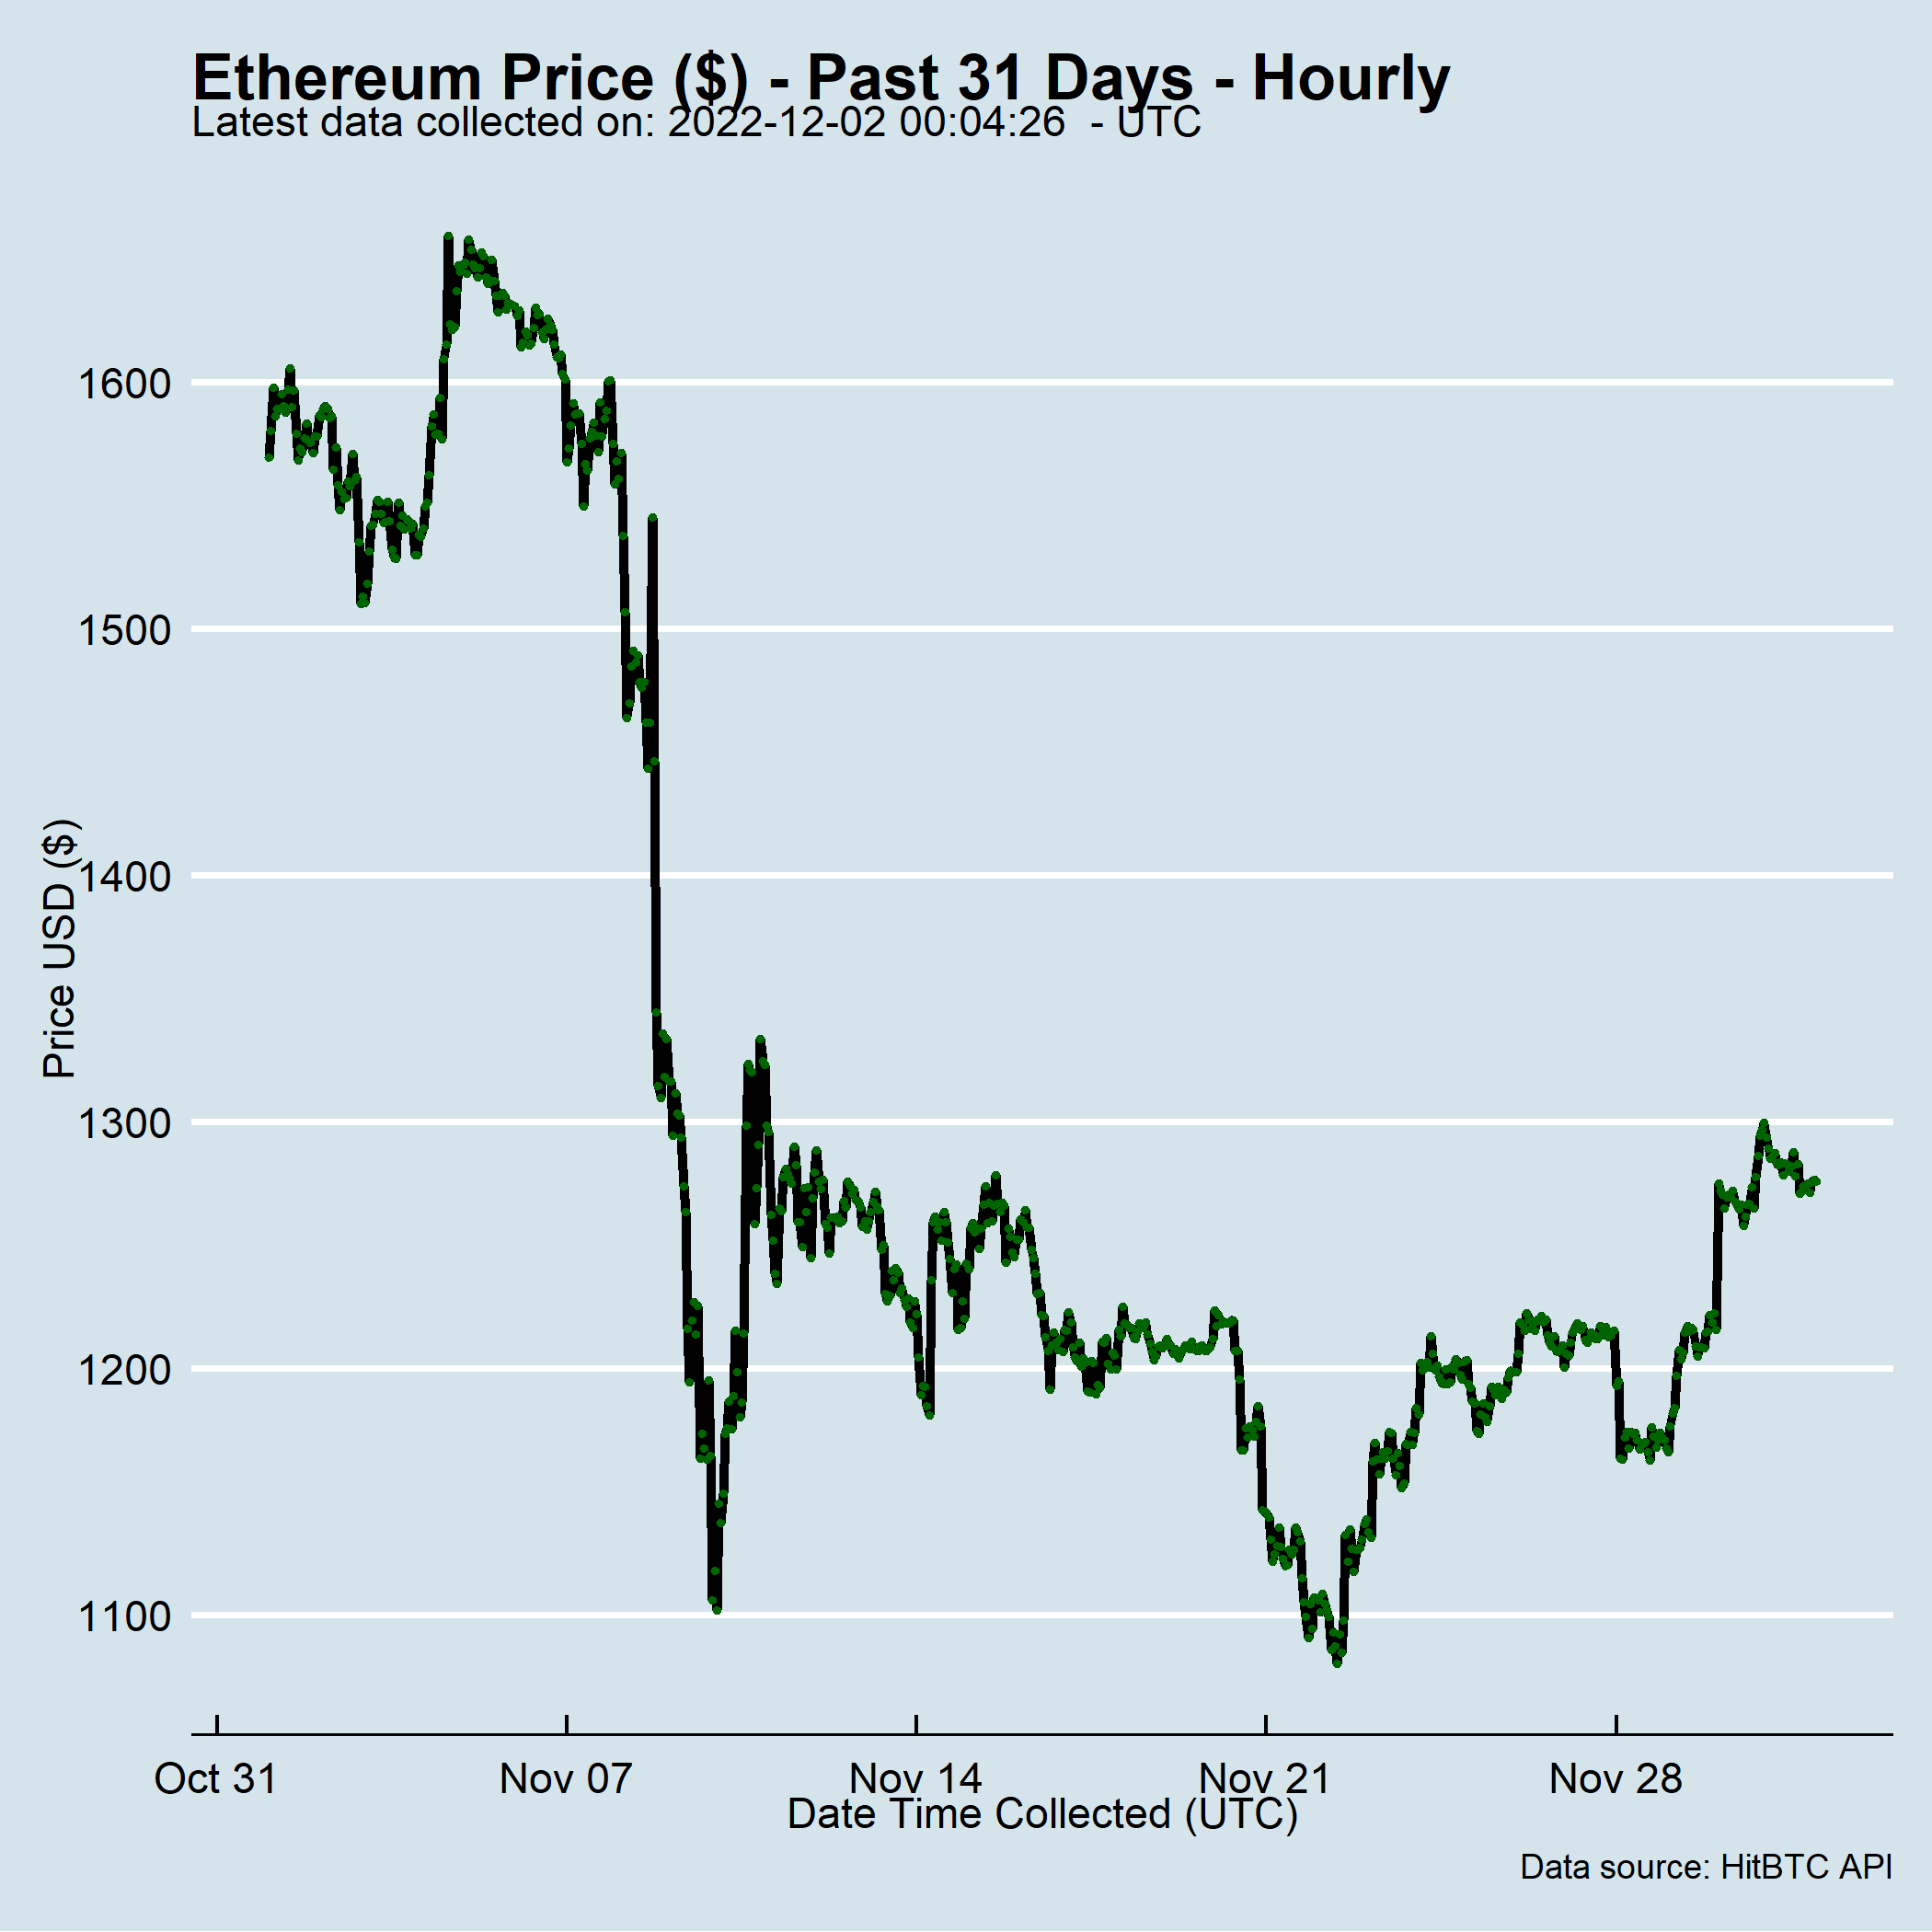 Ethereum Price ($) - Past 31 Days - Hourly
Latest data collected on: 2022-12-02 00:04:26  - UTC
Price USD ($)
1600
1500
1400
1300
1200
1100
Oct 31
Nov 07
Nov 14
Nov 21
Nov 28
Date Time Collected (UTC)
Data source: HitBTC API